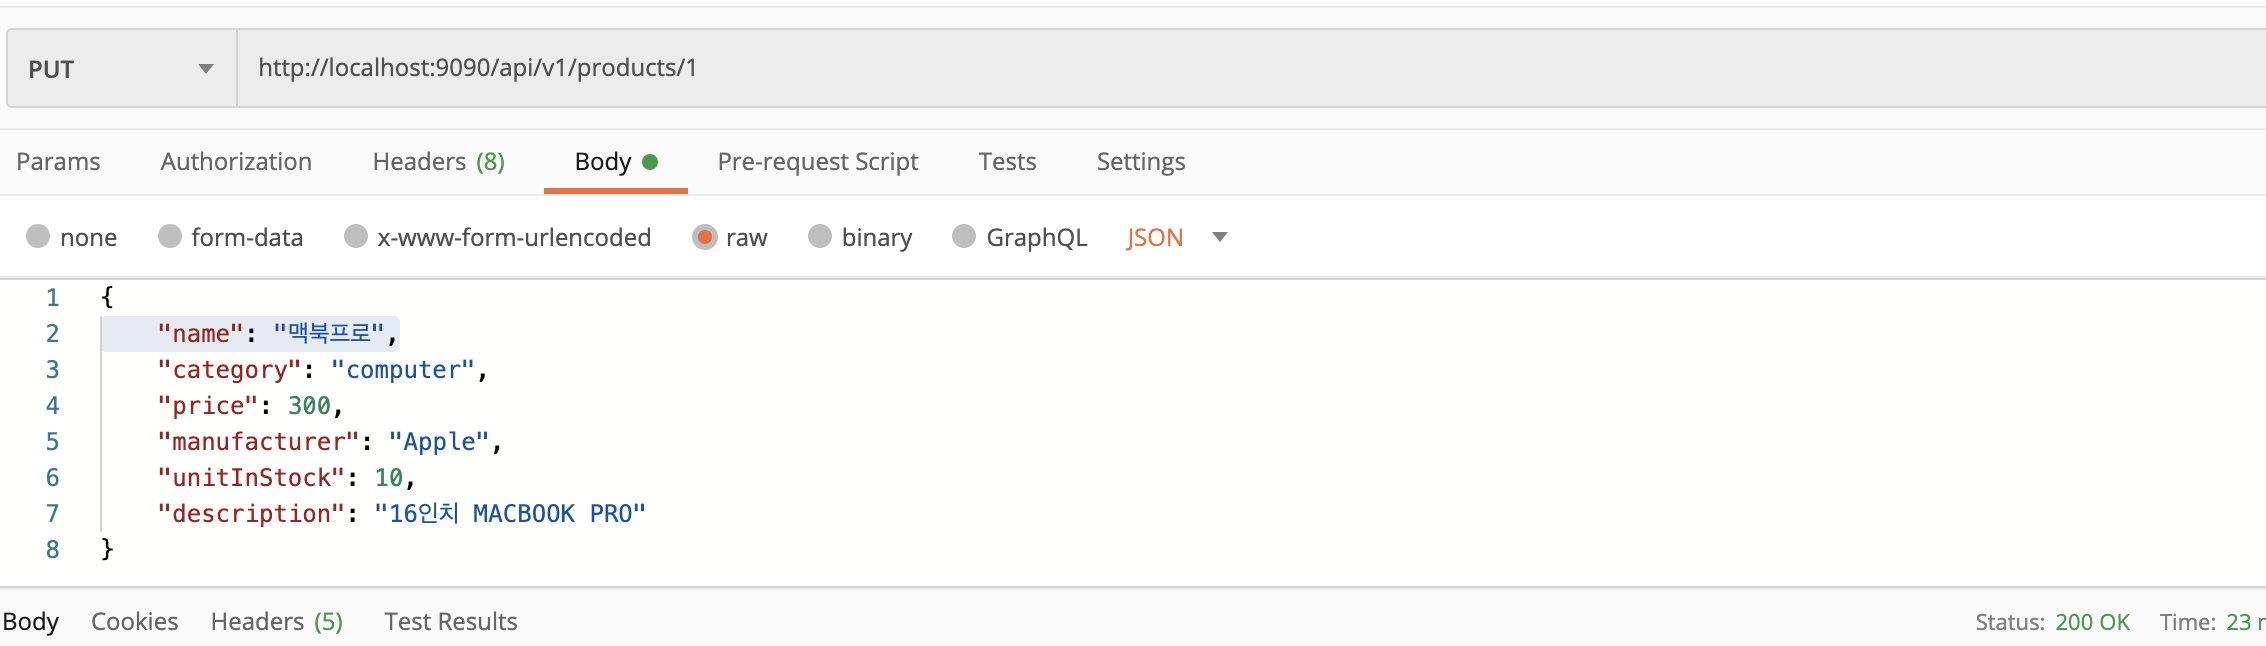 PUT http://localhost:9090/api/v1/products/1
Params Authorization Headers (8) Body Pre-request Script Tests Settings
none form-data x-www-form-urlencoded raw binary GraphQL JSON
1 {
2 "name": "맥북프로",
3 "category": "computer",
4 "price": 300,
5 "manufacturer": "Apple",
6 "unitInStock": 10,
7 "description": "16인치 MACBOOK PRO"
8 }
Body Cookies Headers (5) Test Results Status: 200 OK Time: 23